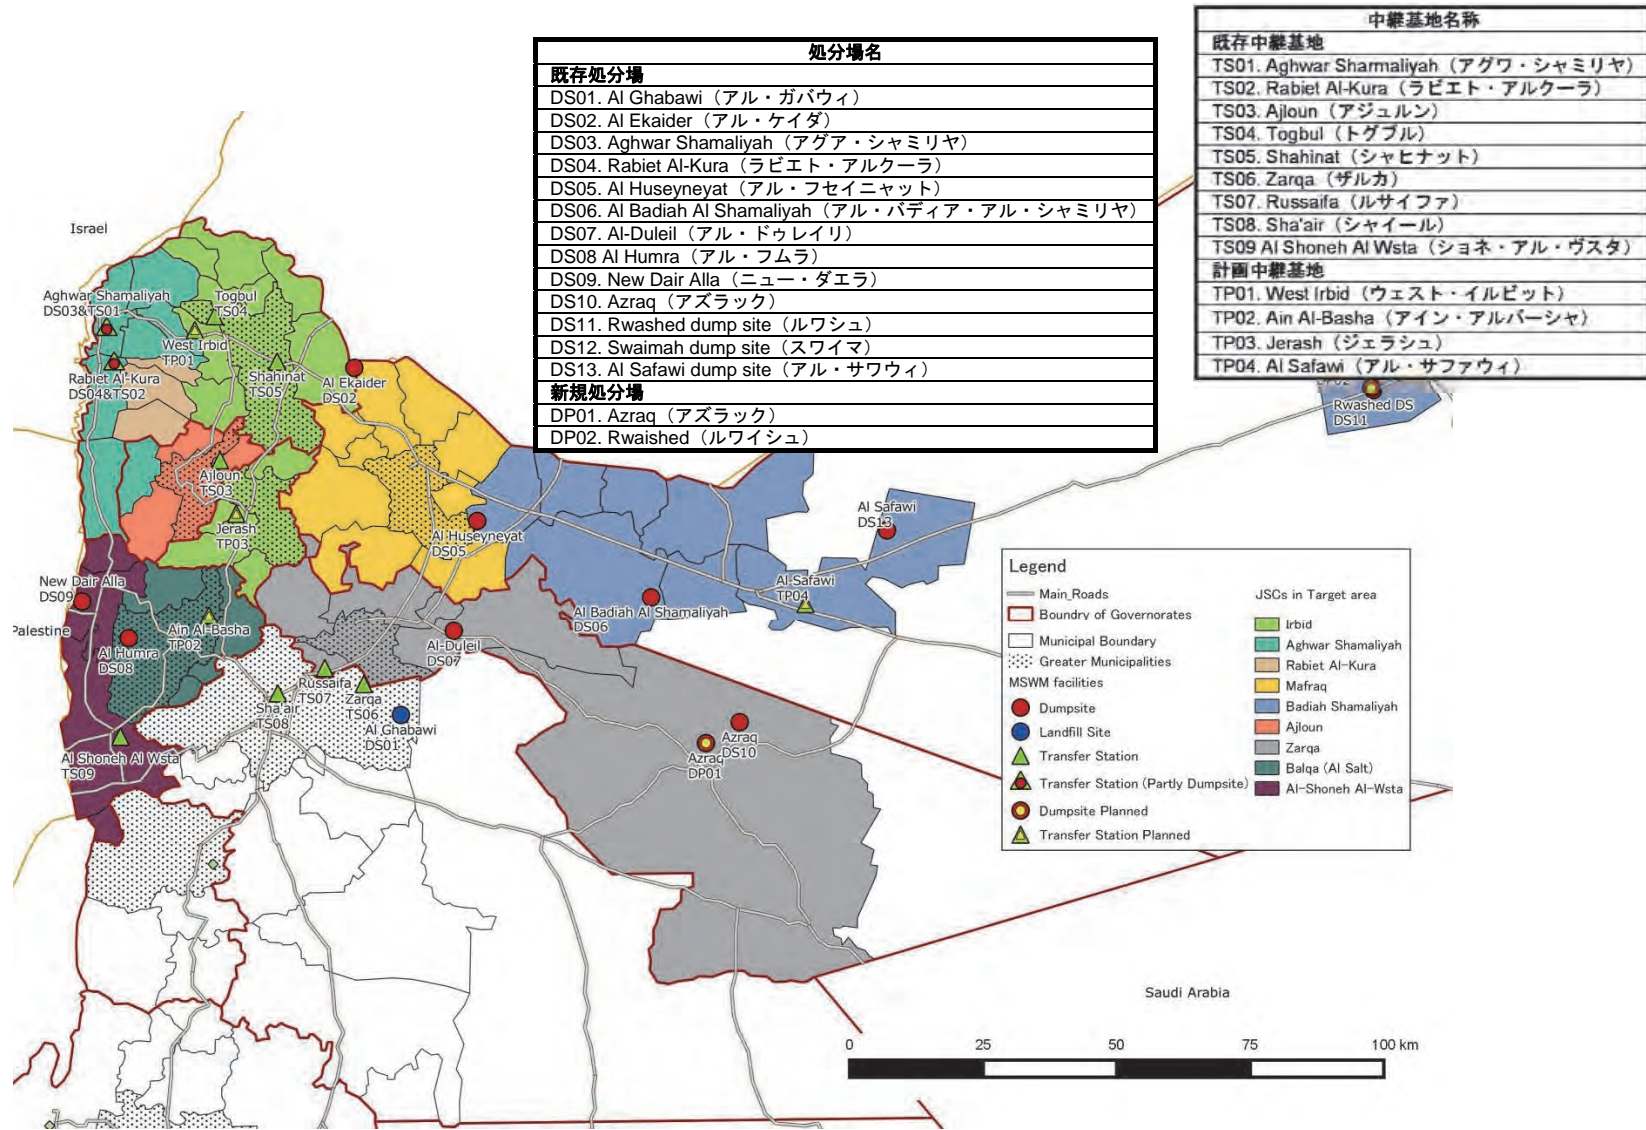 処分場名
既存処分場
DS01. Al Ghabawi（アル・ガバウィ）
DS02. Al Ekaider（アル・ケイダ）
DS03. Aghwar Shamaliyah（アグア・シャミリヤ）
DS04. Rabiet Al-Kura（ラビエト・アルクーラ）
DS05. Al Huseyneyat（アル・フセイニャット）
DS06. Al Badiah Al Shamaliyah（アル・バディア・アル・シャミリヤ）
DS07. Al-Duleil（アル・ドゥレイリ）
DS08 Al Humra（アル・フムラ）
DS09. New Dair Alla（ニュー・ダエラ）
DS10. Azraq（アズラック）
DS11. Rwashed dump site（ルワシュ）
DS12. Swaimah dump site（スワイマ）
DS13. Al Safawi dump site（アル・サワウィ）
新規処分場
DP01. Azraq（アズラック）
DP02. Rwaished（ルワイシュ）
中継基地名称
既存中継基地
TS01. Aghwar Sharmaliyah（アグワ・シャミリヤ）
TS02. Rabiet Al-Kura（ラビエト・アルクーラ）
TS03. Ajloun（アジュルン）
TS04. Togbul（トグブル）
TS05. Shahinat（シャヒナット）
TS06. Zarqa（ザルカ）
TS07. Russaifa（ルサイファ）
TS08. Sha'air（シャイール）
TS09 Al Shoneh Al Wsta（ショネ・アル・ヴスタ）
計画中継基地
TP01. West Irbid（ウェスト・イルビット）
TP02. Ain Al-Basha（アイン・アルバーシャ）
TP03. Jerash（ジェラシュ）
TP04. Al Safawi（アル・サファウィ）
Israel
Aghwar Shamaliyah
DS03&TS01
Togbul
TS04
West Irbid
TP01
Rabiet Al-Kura
DS04&TS02
Shahinat
TS05
Al Ekaider
DS02
DP02
Rwashed DS
DS11
Ajloun
TS03
Jerash
TP03
Al Huseyneyat
DS05
Al Safawi
DS13
New Dair Alla
DS09
Palestine
Ain Al-Basha
TP02
Al Humra
DS08
Al-Duleil
DS07
Al Badiah Al Shamaliyah
DS06
Al-Safawi
TP04
Russaifa
TS07
Zarqa
TS06
Sha'air
TS08
Al Ghabawi
DS01
Al Shoneh Al Wsta
TS09
Azraq
DS10
Azraq
DP01
Legend
Main_Roads
Boundry of Governorates
Municipal Boundary
Greater Municipalities
MSWM facilities
Dumpsite
Landfill Site
Transfer Station
Transfer Station (Partly Dumpsite)
Dumpsite Planned
Transfer Station Planned
JSCs in Target area
Irbid
Aghwar Shamaliyah
Rabiet Al-Kura
Mafraq
Badiah Shamaliyah
Ajloun
Zarqa
Balqa (Al Salt)
Al-Shoneh Al-Wsta
Saudi Arabia
0 25 50 75 100 km